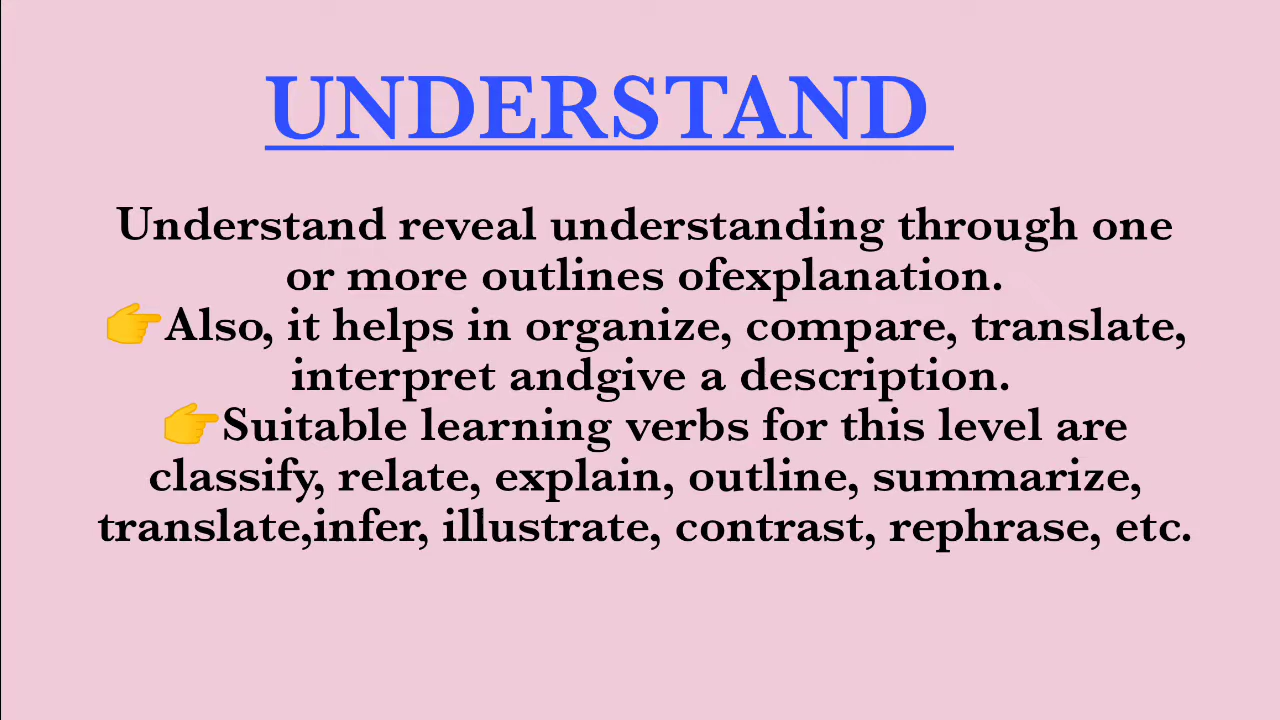 UNDERSTAND
Understand reveal understanding through one
or more outlines ofexplanation.
👉Also, it helps in organize, compare, translate,
interpret andgive a description.
👉Suitable learning verbs for this level are
classify, relate, explain, outline, summarize,
translate,infer, illustrate, contrast, rephrase, etc.